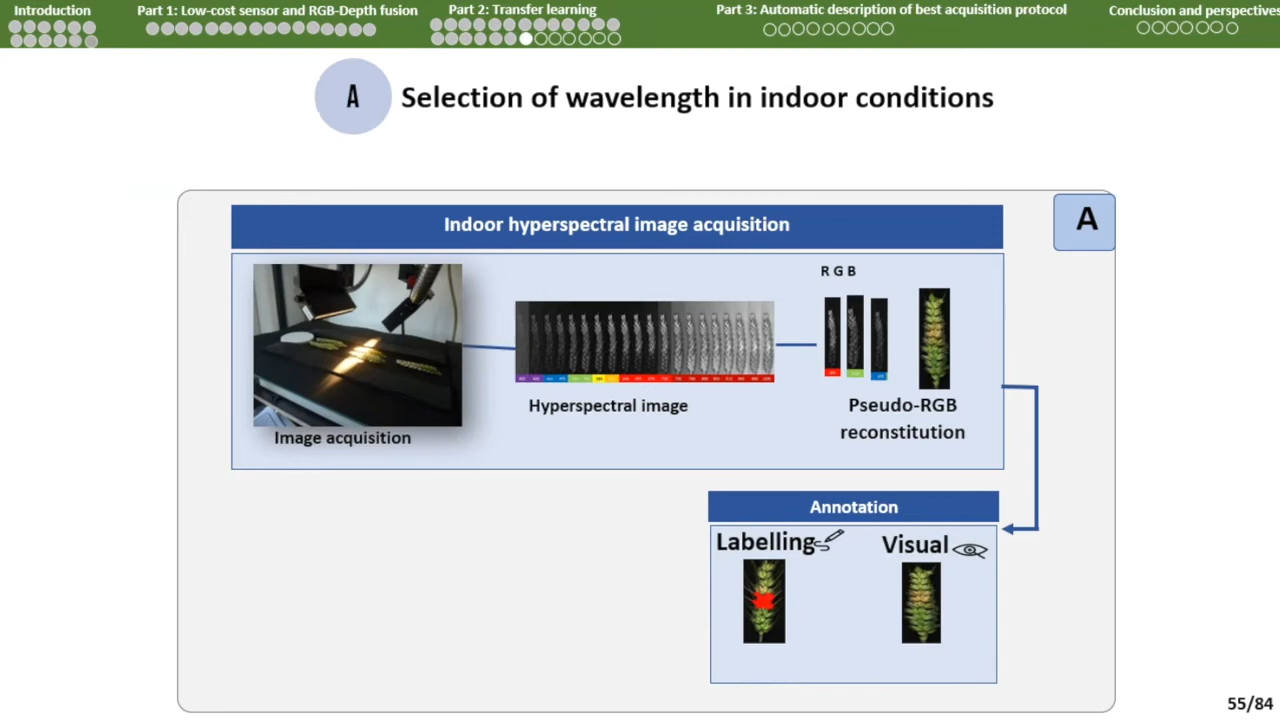 Introduction
Part 1: Low-cost sensor and RGB-Depth fusion
Part 2: Transfer learning
Part 3: Automatic description of best acquisition protocol
Conclusion and perspectives
A
Selection of wavelength in indoor conditions
Indoor hyperspectral image acquisition
A
R G B
Image acquisition
Hyperspectral image
Pseudo-RGB
reconstitution
Annotation
Labelling
Visual
55/84